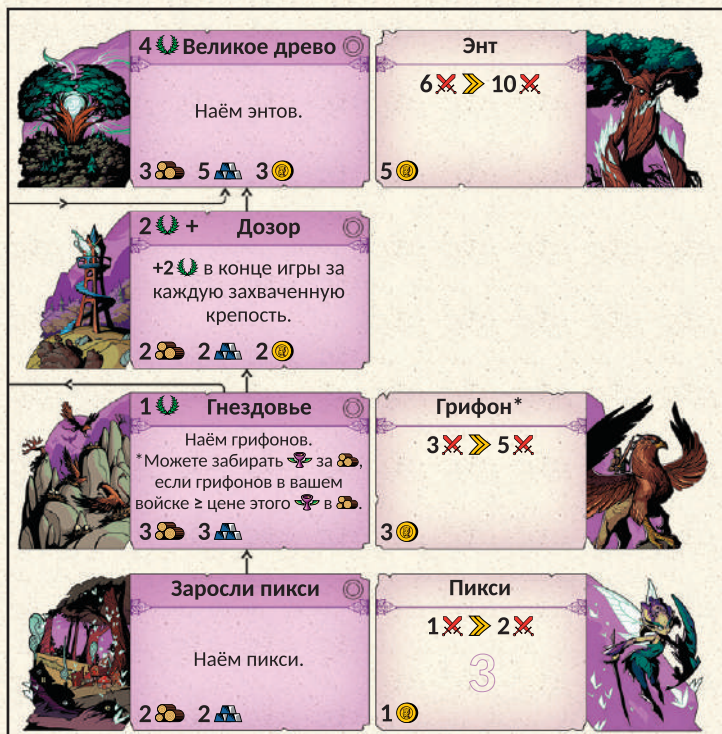 4 Великое древо
Наём энтов.
3 5 3
Энт
6 10
5
2 + Дозор
+2 в конце игры за
каждую захваченную
крепость.
2 2 2
1 Гнездовье
Наём грифонов.
*Можете забирать за ,
если грифонов в вашем
войске ≥ цене этого в .
3 3
Грифон*
3 5
3
Заросли пикси
Наём пикси.
2 2
Пикси
1 2
3
1